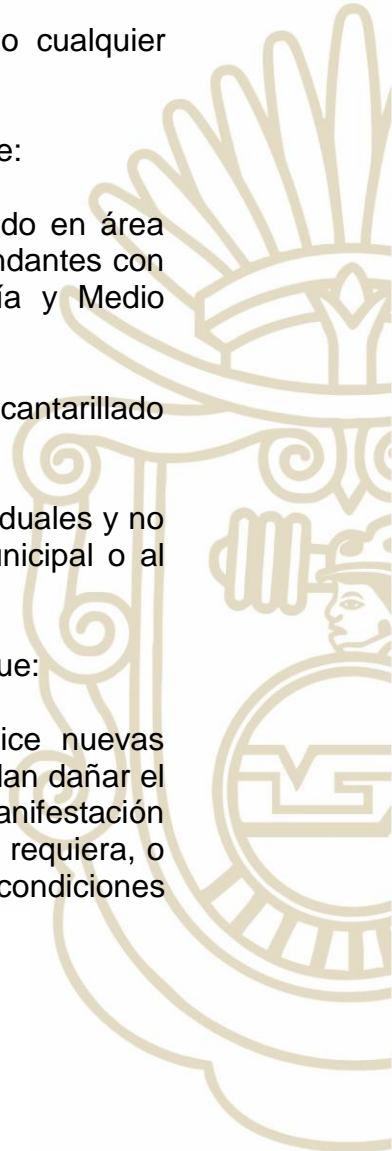 o cualquier
e:
do en área
ndantes con
ía y Medio
cantarillado
duales y no
unicipal o al
ue:
ice nuevas
dan dañar el
anifestación
requiera, o
condiciones